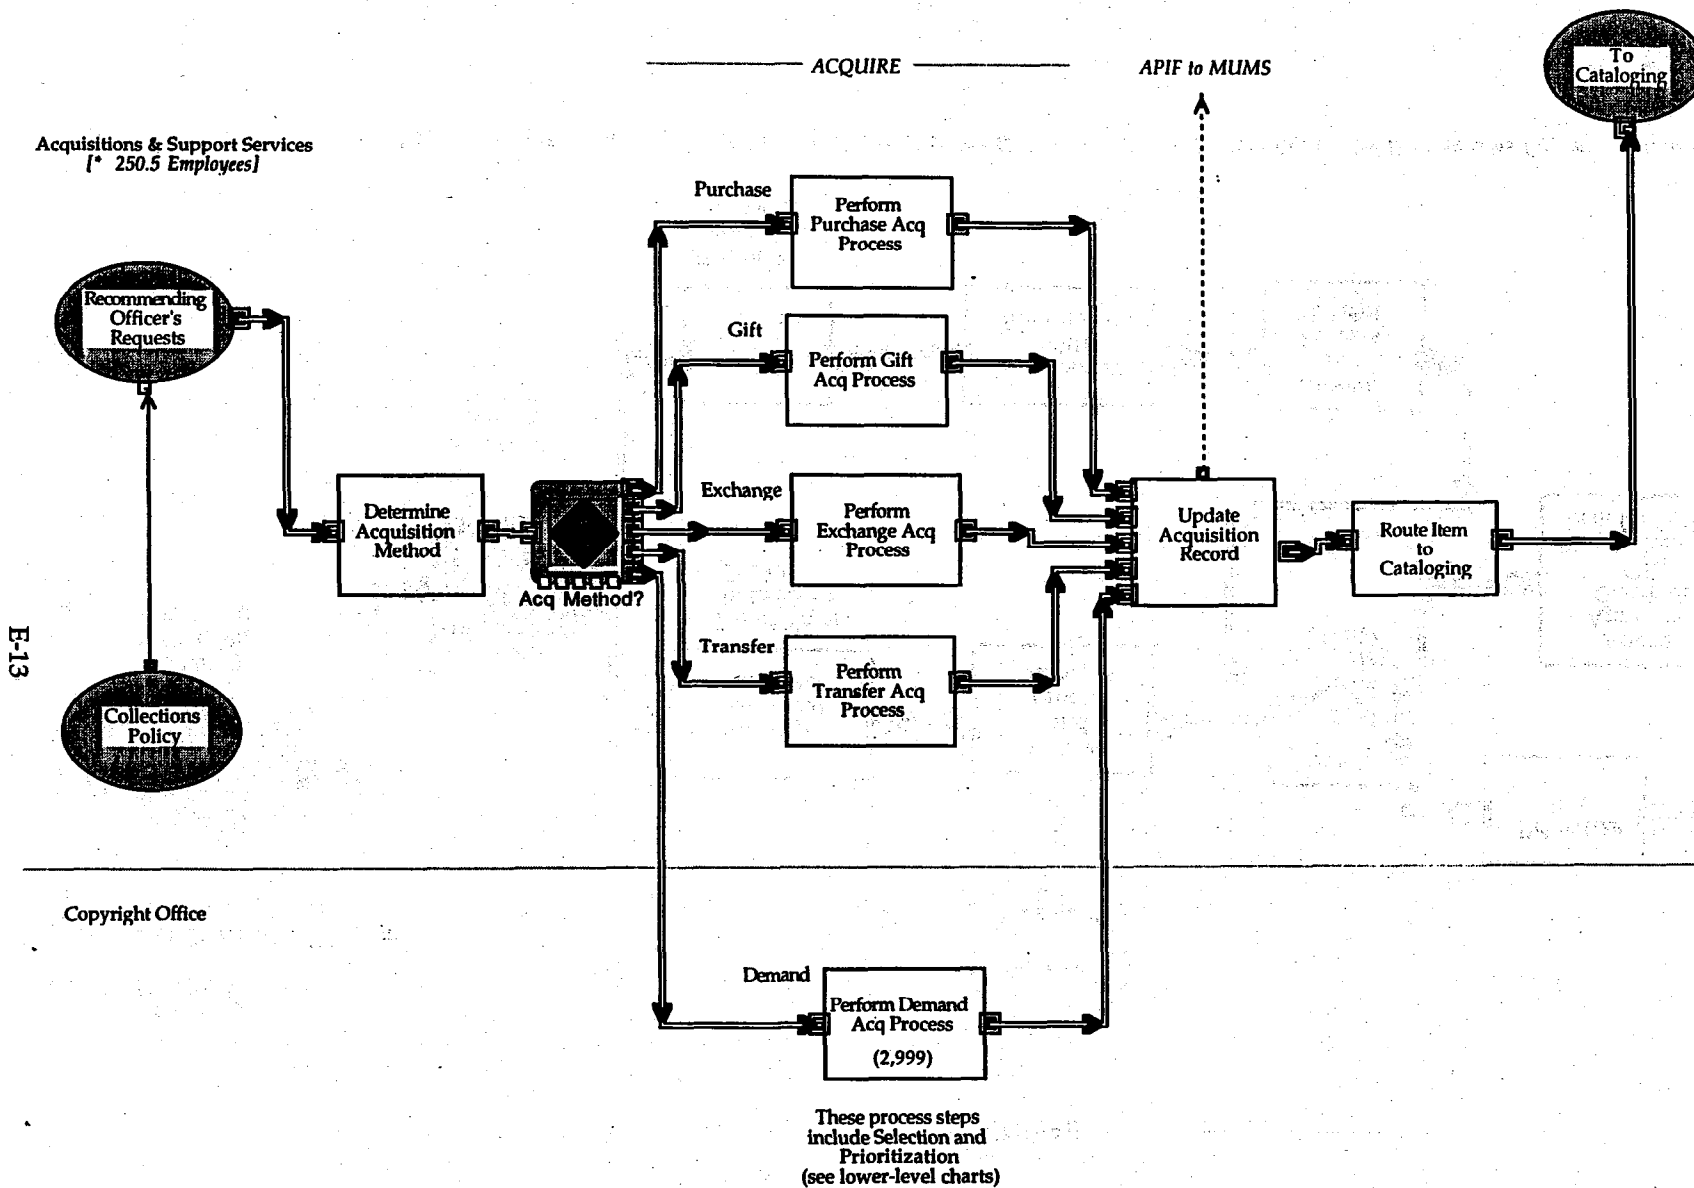 ACQUIRE
APIF to MUMS
To
Cataloging
Acquisitions & Support Services
[* 250.5 Employees]
Purchase
Perform
Purchase Acq
Process
Recommending
Officer's
Requests
Gift
Perform Gift
Acq Process
Determine
Acquisition
Method
Acq Method?
Exchange
Perform
Exchange Acq
Process
Update
Acquisition
Record
Route Item
to
Cataloging
E-13
Transfer
Perform
Transfer Acq
Process
Collections
Policy
Copyright Office
Demand
Perform Demand
Acq Process
(2,999)
These process steps
include Selection and
Prioritization
(see lower-level charts)